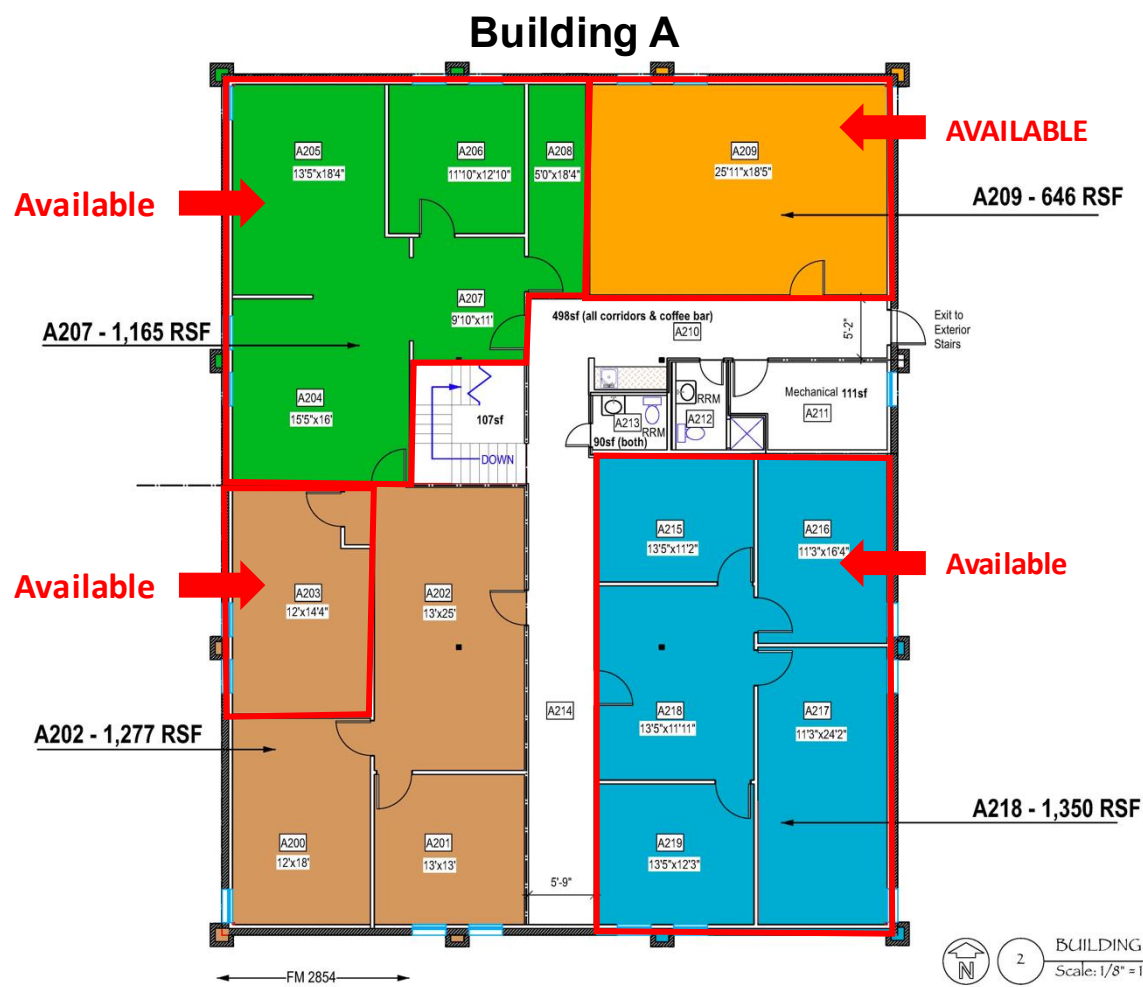 Building A
A205
13'5"x18'4"
A206
11'10"x12'10"
A208
5'0"x18'4"
A209
25'11"x18'5"
AVAILABLE
Available
A209 - 646 RSF
A207
9'10"x11'
498sf (all corridors & coffee bar)
A210
5'-2"
Exit to
Exterior
Stairs
A207 - 1,165 RSF
A204
15'5"x16'
107sf
DOWN
A213
RRM
90sf (both)
RRM
A212
Mechanical 111sf
A211
Available
A203
12'x14'4"
A202
13'x25'
A215
13'5"x11'2"
A216
11'3"x16'4"
Available
A214
A218
13'5"x11'11"
A217
11'3"x24'2"
A202 - 1,277 RSF
A218 - 1,350 RSF
A200
12'x18'
A201
13'x13'
A219
13'5"x12'3"
5'-9"
FM 2854
N
2
BUILDING
Scale: 1/8" =1